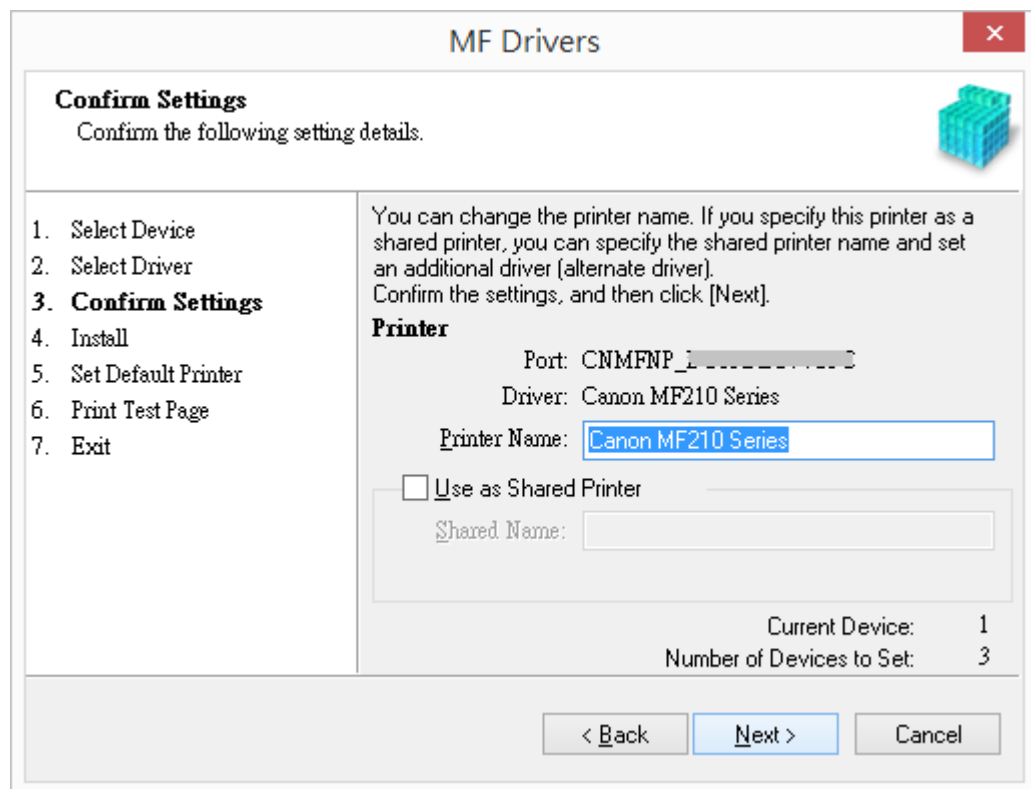 MF Drivers
Confirm Settings
Confirm the following setting details.
1. Select Device
2. Select Driver
3. Confirm Settings
4. Install
5. Set Default Printer
6. Print Test Page
7. Exit
You can change the printer name. If you specify this printer as a
shared printer, you can specify the shared printer name and set
an additional driver (alternate driver).
Confirm the settings, and then click [Next].
Printer
Port: CNMFNP_
Driver: Canon MF210 Series
Printer Name: Canon MF210 Series
Use as Shared Printer
Shared Name:
Current Device: 1
Number of Devices to Set: 3
< Back
Next >
Cancel